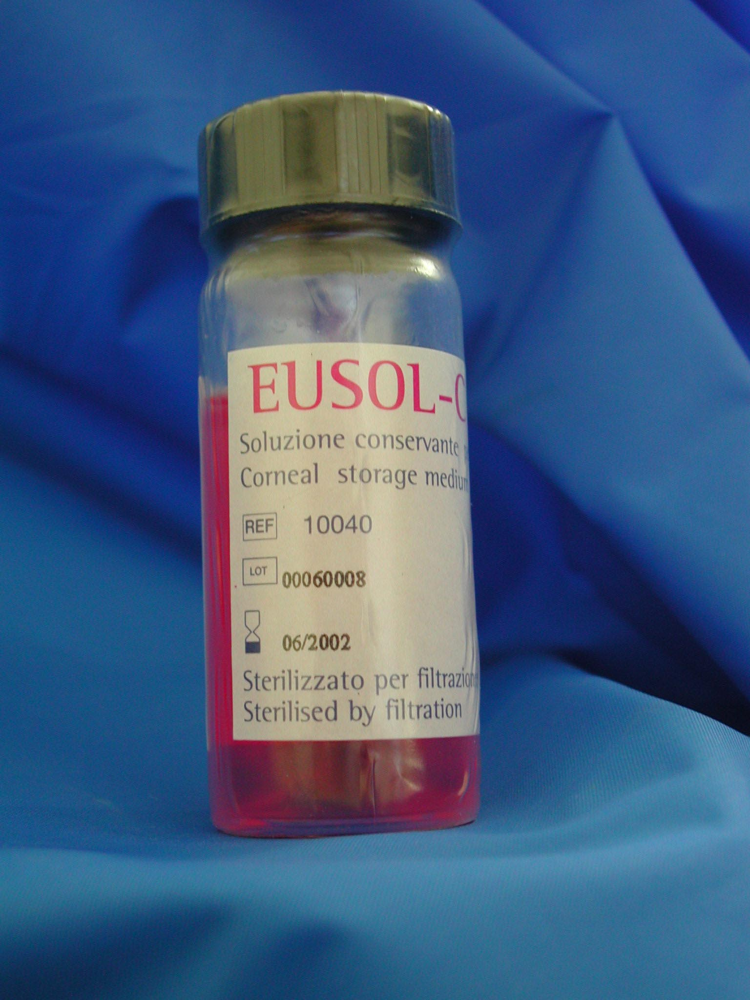 EUSOL-C
Soluzione conservante
Corneal storage medium
REF 10040
LOT 00060008
06/2002
Sterilizzato per filtrazione
Sterilised by filtration